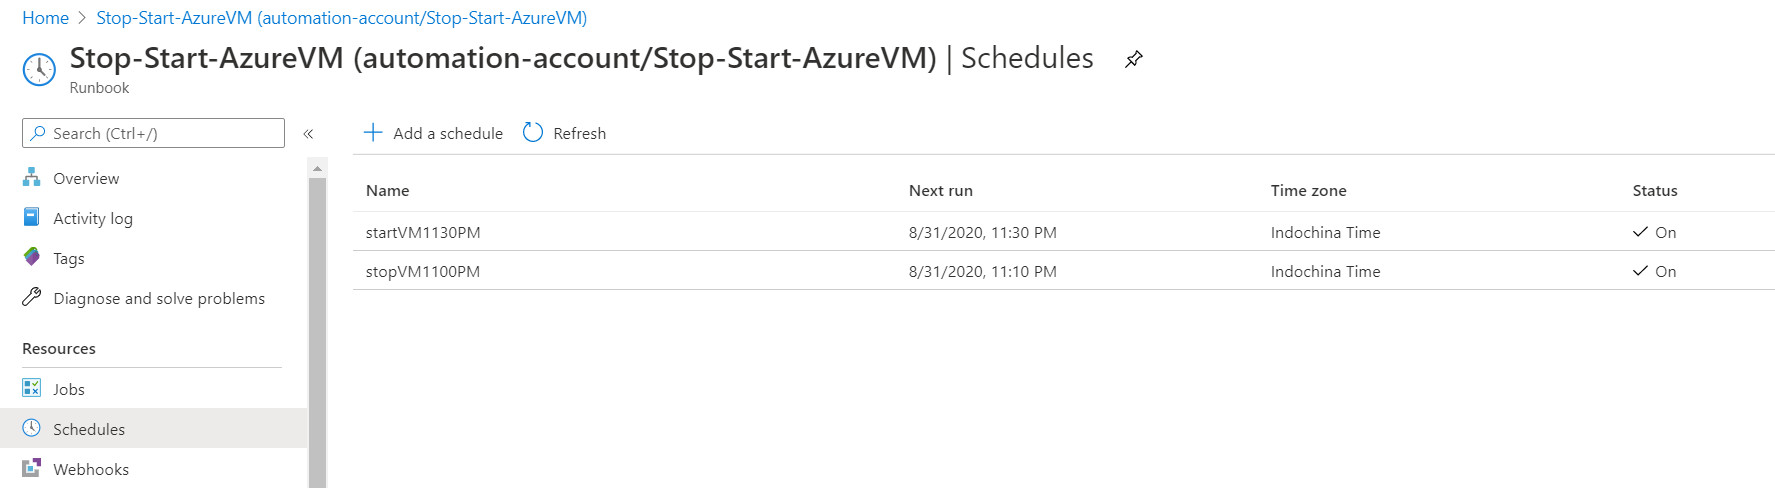 Home > Stop-Start-AzureVM (automation-account/Stop-Start-AzureVM)
Stop-Start-AzureVM (automation-account/Stop-Start-AzureVM) | Schedules
Runbook
Search (Ctrl+/) «
Add a schedule Refresh
Overview
Activity log
Tags
Diagnose and solve problems
Resources
Jobs
Schedules
Webhooks
Name Next run Time zone Status
startVM1130PM 8/31/2020, 11:30 PM Indochina Time On
stopVM1100PM 8/31/2020, 11:10 PM Indochina Time On